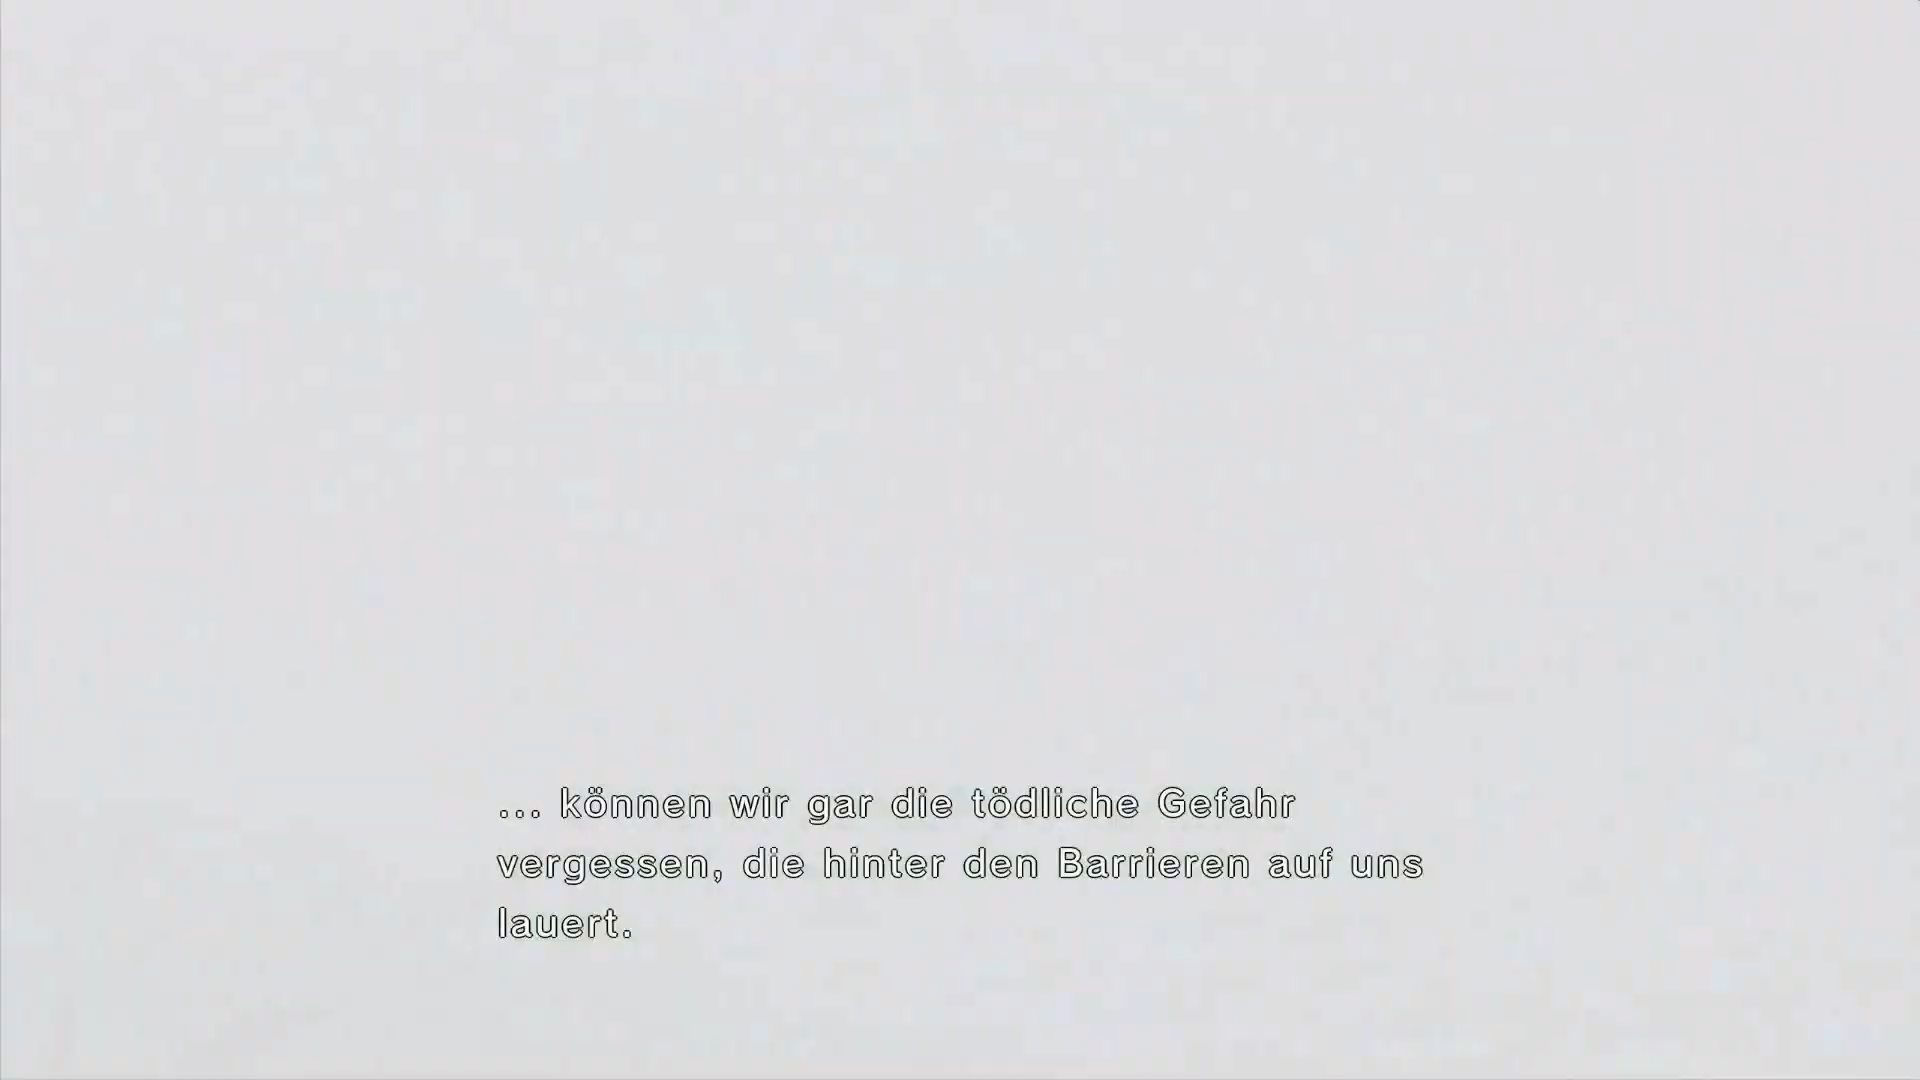 ... können wir gar die tödliche Gefahr
vergessen, die hinter den Barrieren auf uns
lauert.